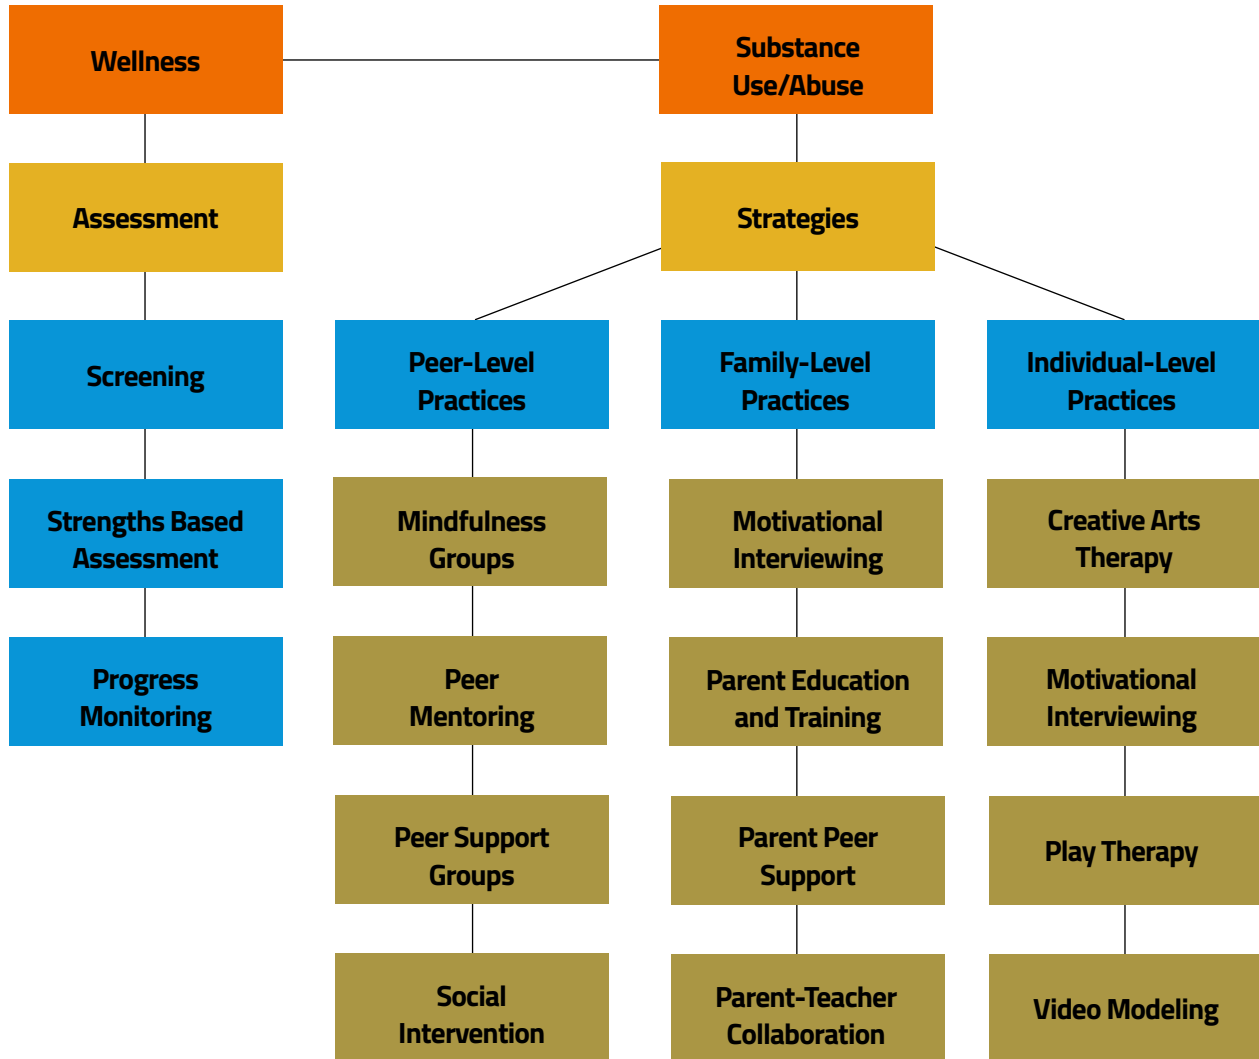 Wellness
Substance
Use/Abuse
Assessment
Strategies
Screening
Peer-Level
Practices
Family-Level
Practices
Individual-Level
Practices
Strengths Based
Assessment
Mindfulness
Groups
Motivational
Interviewing
Creative Arts
Therapy
Progress
Monitoring
Peer
Mentoring
Parent Education
and Training
Motivational
Interviewing
Peer Support
Groups
Parent Peer
Support
Play Therapy
Social
Intervention
Parent-Teacher
Collaboration
Video Modeling